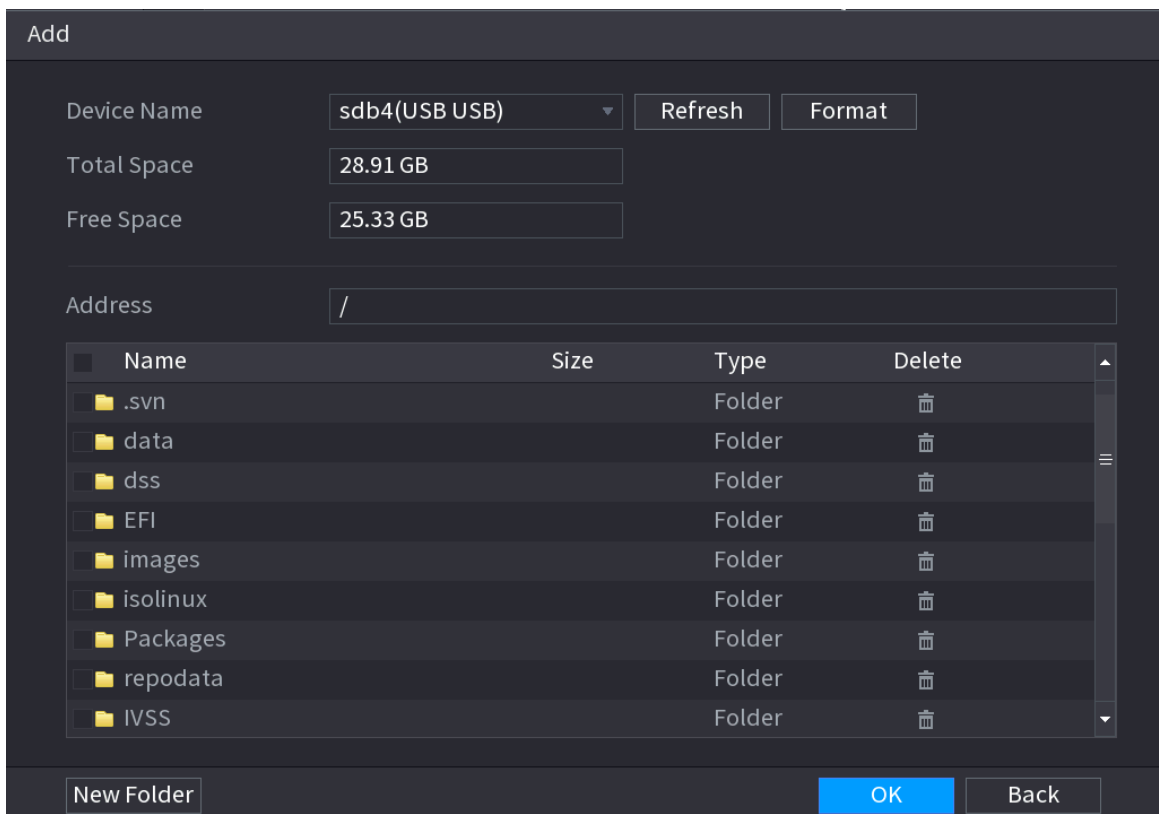 Add
Device Name sdb4(USB USB) Refresh Format
Total Space 28.91 GB
Free Space 25.33 GB
Address /
Name Size Type Delete
.svn Folder
data Folder
dss Folder
EFI Folder
images Folder
isolinux Folder
Packages Folder
repodata Folder
IVSS Folder
New Folder OK Back